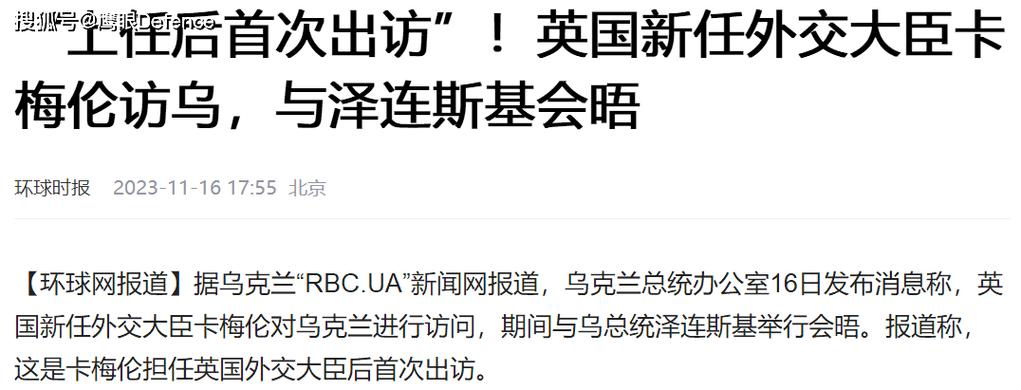 搜狐号@鹰眼Defence
“上任后首次出访”！英国新任外交大臣卡
梅伦访乌，与泽连斯基会晤
环球时报 2023-11-16 17:55 北京
【环球网报道】据乌克兰“RBC.UA”新闻网报道，乌克兰总统办公室16日发布消息称，英
国新任外交大臣卡梅伦对乌克兰进行访问，期间与乌总统泽连斯基举行会晤。报道称，
这是卡梅伦担任英国外交大臣后首次出访。